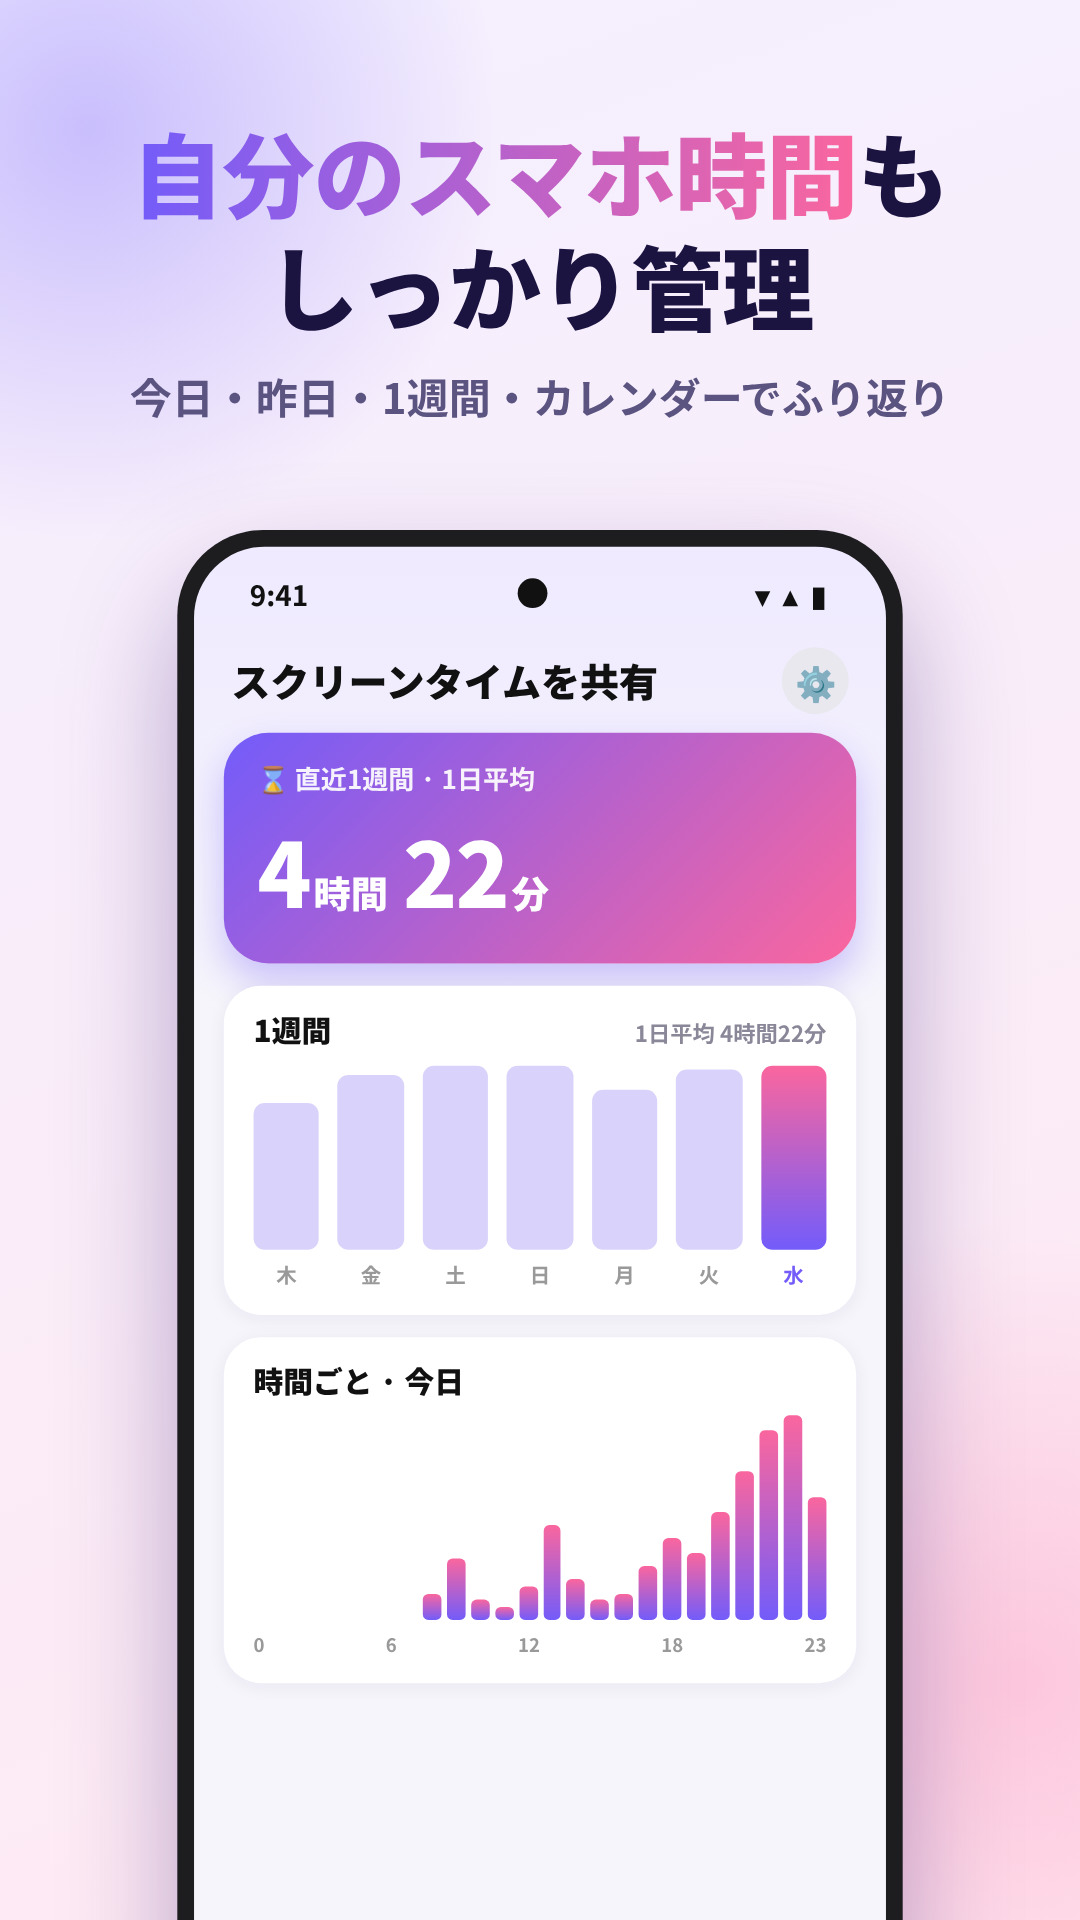 自分のスマホ時間も
しっかり管理
今日・昨日・1週間・カレンダーでふり返り
9:41
スクリーンタイムを共有
直近1週間・1日平均
4時間 22分
1週間
1日平均 4時間22分
木 金 土 日 月 火 水
時間ごと・今日
0 6 12 18 23